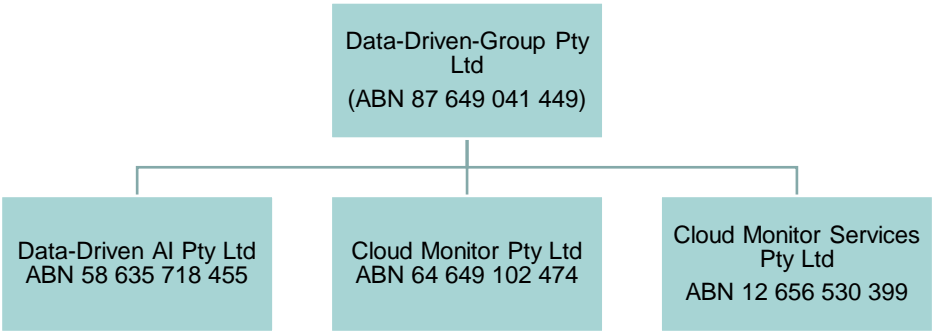 Data-Driven-Group Pty
Ltd
(ABN 87 649 041 449)
Data-Driven AI Pty Ltd
ABN 58 635 718 455
Cloud Monitor Pty Ltd
ABN 64 649 102 474
Cloud Monitor Services
Pty Ltd
ABN 12 656 530 399